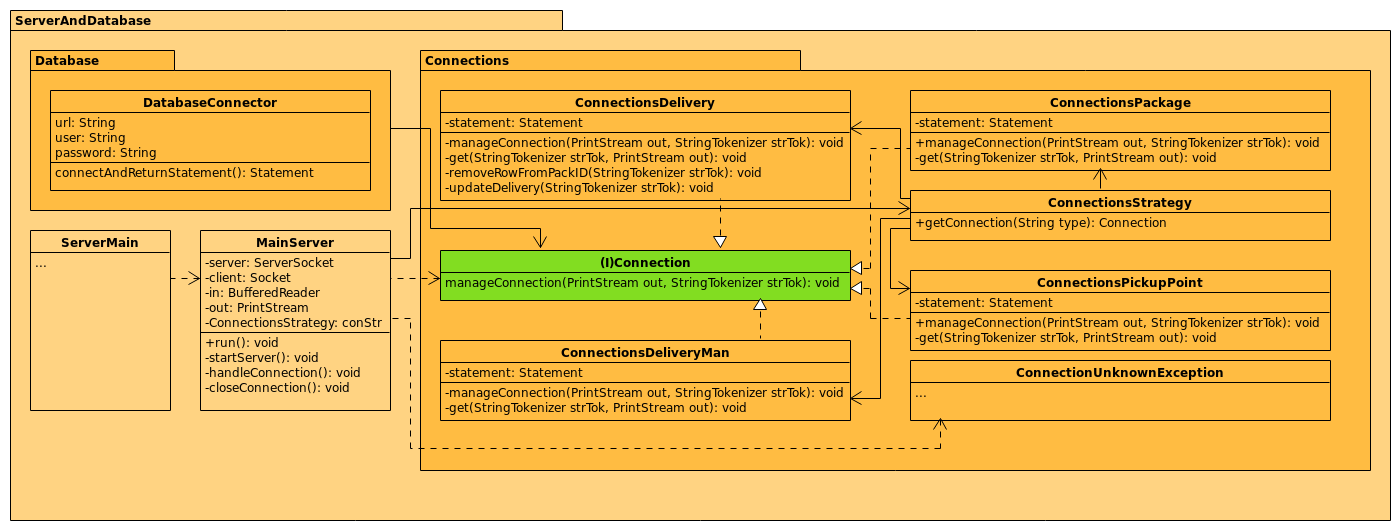 ServerAndDatabase
Database
DatabaseConnector
url: String
user: String
password: String
connectAndReturnStatement(): Statement
ServerMain
...
MainServer
-server: ServerSocket
-client: Socket
-in: BufferedReader
-out: PrintStream
-ConnectionsStrategy: conStr
+run(): void
-startServer(): void
-handleConnection(): void
-closeConnection(): void
Connections
ConnectionsDelivery
-statement: Statement
-manageConnection(PrintStream out, StringTokenizer strTok): void
-get(StringTokenizer strTok, PrintStream out): void
-removeRowFromPackID(StringTokenizer strTok): void
-updateDelivery(StringTokenizer strTok): void
(I)Connection
manageConnection(PrintStream out, StringTokenizer strTok): void
ConnectionsDeliveryMan
-statement: Statement
-manageConnection(PrintStream out, StringTokenizer strTok): void
-get(StringTokenizer strTok, PrintStream out): void
ConnectionsPackage
-statement: Statement
+manageConnection(PrintStream out, StringTokenizer strTok): void
-get(StringTokenizer strTok, PrintStream out): void
ConnectionsStrategy
+getConnection(String type): Connection
ConnectionsPickupPoint
-statement: Statement
+manageConnection(PrintStream out, StringTokenizer strTok): void
-get(StringTokenizer strTok, PrintStream out): void
ConnectionUnknownException
...